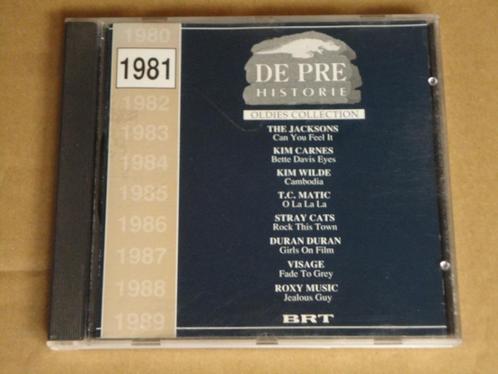 1980
1981
1982
1983
1984
1985
1986
1987
1988
1989
DE PRE
HISTORIE
OLDIES COLLECTION
THE JACKSONS
Can You Feel It
KIM CARNES
Bette Davis Eyes
KIM WILDE
Cambodia
T.C. MATIC
O La La La
STRAY CATS
Rock This Town
DURAN DURAN
Girls On Film
VISAGE
Fade To Grey
ROXY MUSIC
Jealous Guy
BRT